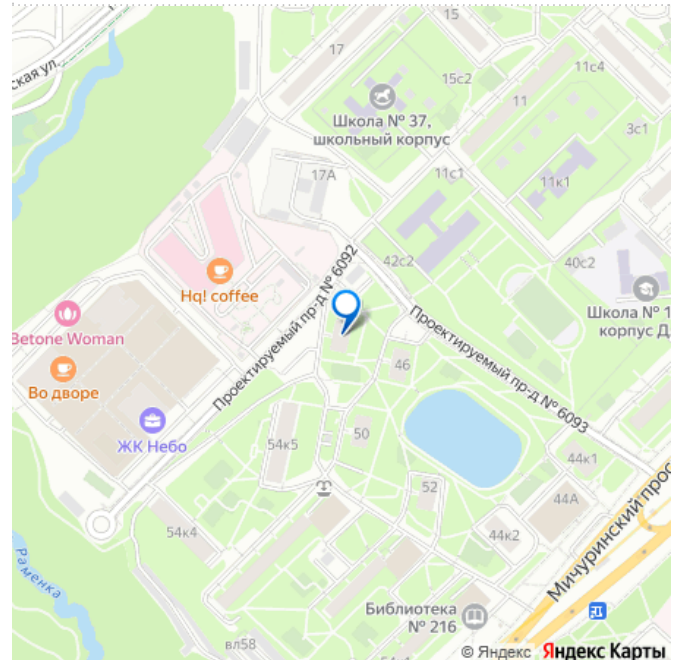 15
ская ул.
17
15с2
11с4
11
Школа № 37,
школьный корпус
3с1
17А
11с1
11к1
42с2
40с2
Hq! coffee
Проектируемый пр-д № 6092
Школа № 1
корпус Д
Betone Woman
Проектируемый пр-д № 6093
Во дворе
46
ЖК Небо
50
54к5
44к1
52
44А
54к4
44к2
Мичуринский прос
Раменка
Библиотека
№ 216
вл58
54-4
© Яндекс Яндекс Карты